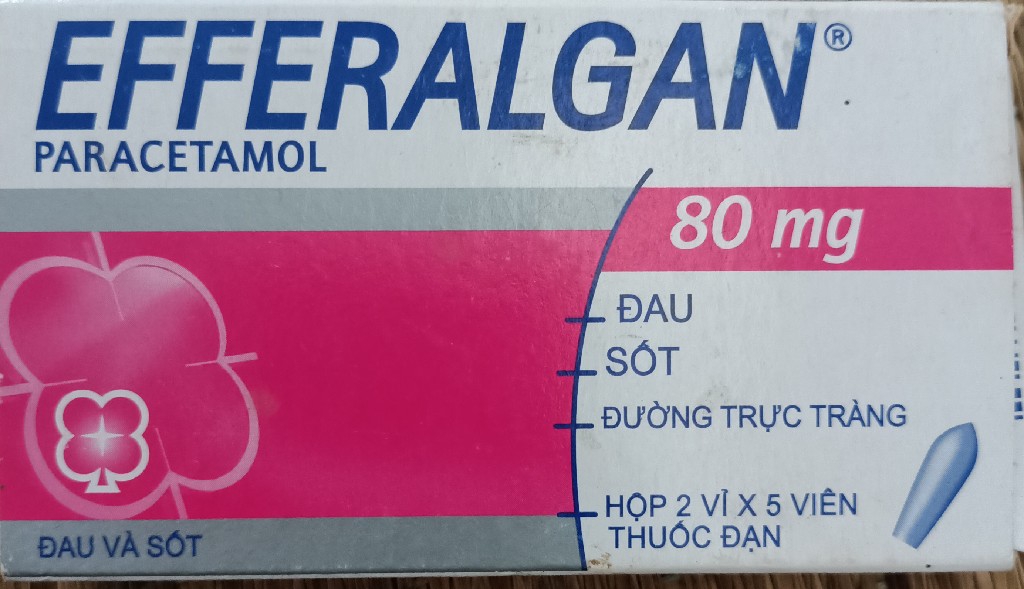 EFFERALGAN®
PARACETAMOL
80 mg
ĐAU
SỐT
ĐƯỜNG TRỰC TRÀNG
HỘP 2 VỈ X 5 VIÊN
THUỐC ĐẠN
ĐAU VÀ SỐT